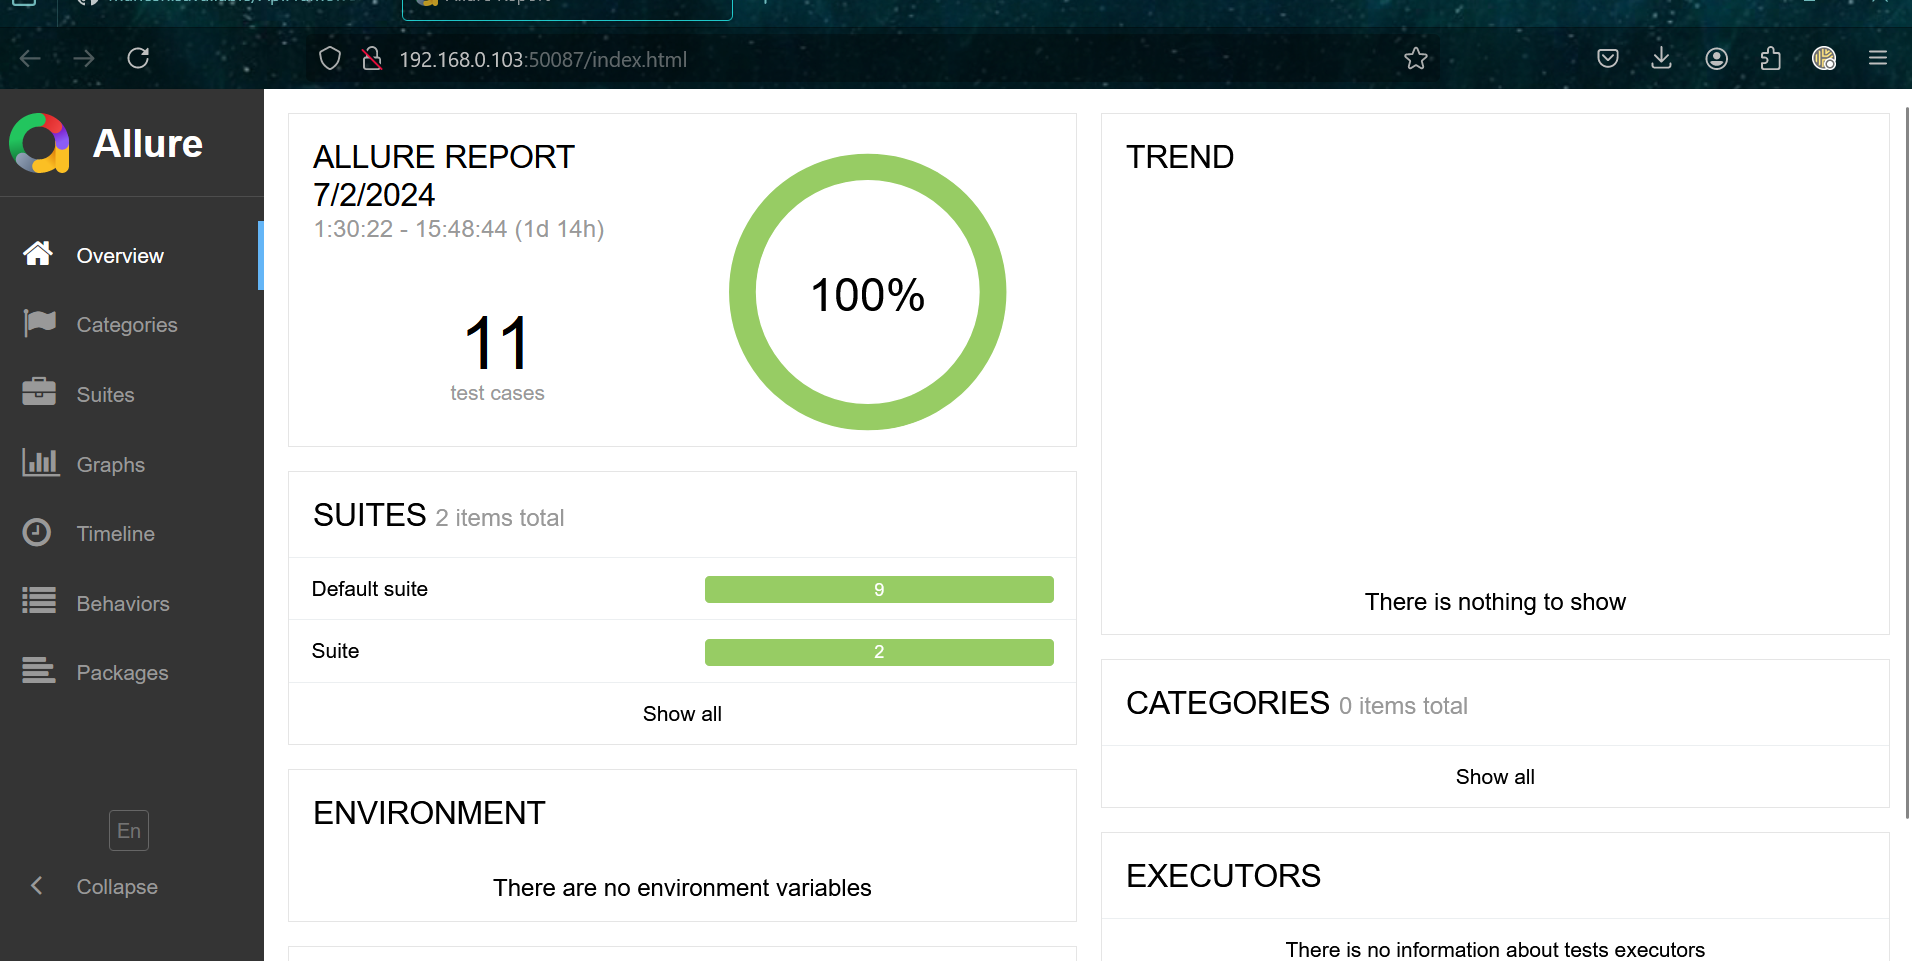 192.168.0.103:50087/index.html
Allure
Overview
Categories
Suites
Graphs
Timeline
Behaviors
Packages
En
Collapse
ALLURE REPORT
7/2/2024
1:30:22 - 15:48:44 (1d 14h)
11
test cases
100%
SUITES 2 items total
Default suite 9
Suite 2
Show all
ENVIRONMENT
There are no environment variables
TREND
There is nothing to show
CATEGORIES 0 items total
Show all
EXECUTORS
There is no information about tests executors